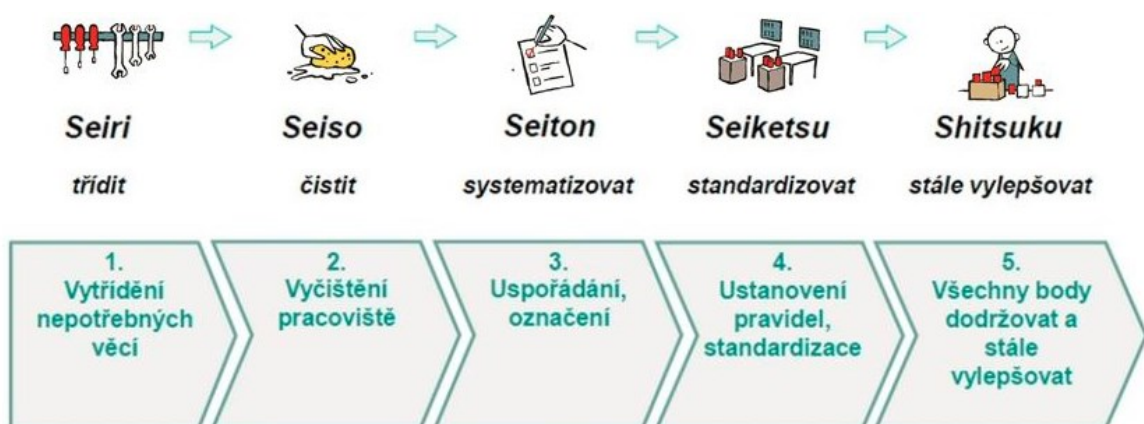 Seiri
Seiso
Seiton
Seiketsu
Shitsuku
třídit
čistit
systematizovat
standardizovat
stále vylepšovat
1.
Vytřídění
nepotřebných
věcí
2.
Vyčištění
pracoviště
3.
Uspořádání,
označení
4.
Ustanovení
pravidel,
standardizace
5.
Všechny body
dodržovat a
stále
vylepšovat